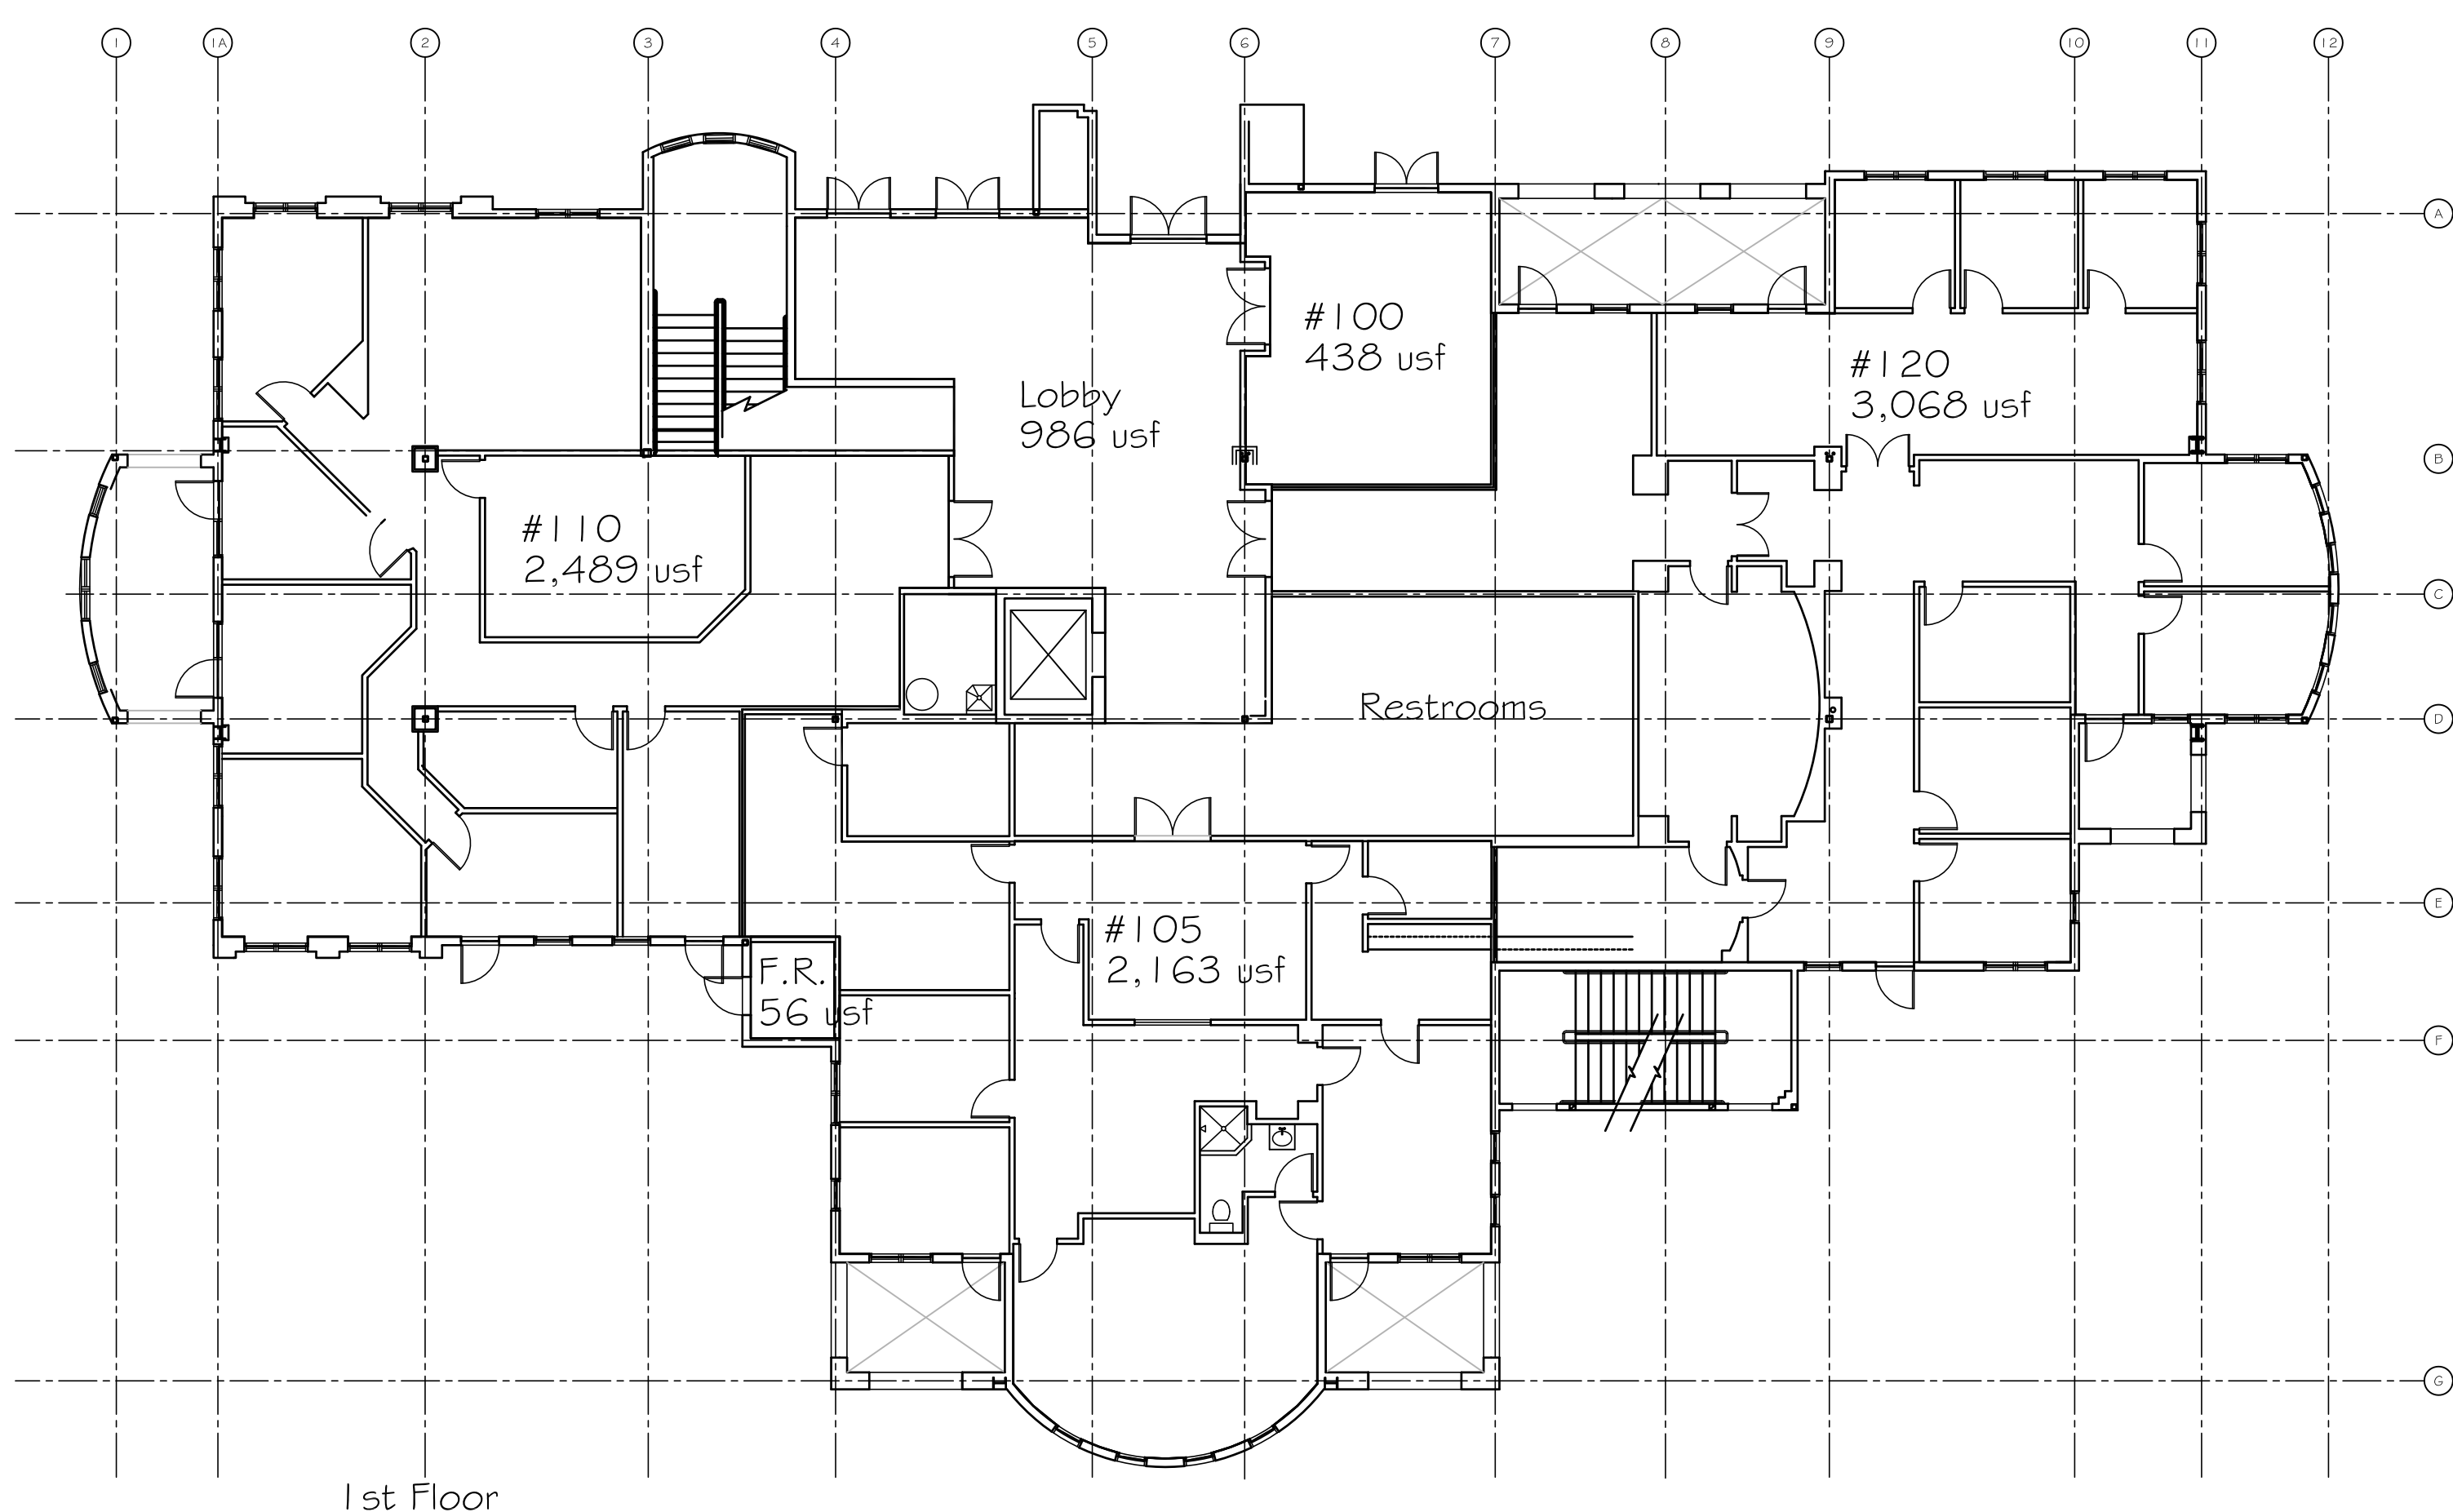 1 1A 2 3 4 5 6 7 8 9 10 11 12
A
#100
438 usf
#120
3,068 usf
Lobby
986 usf
B
#110
2,489 usf
C
Restrooms
D
E
#105
2,163 usf
F.R.
56 usf
F
G
1st Floor